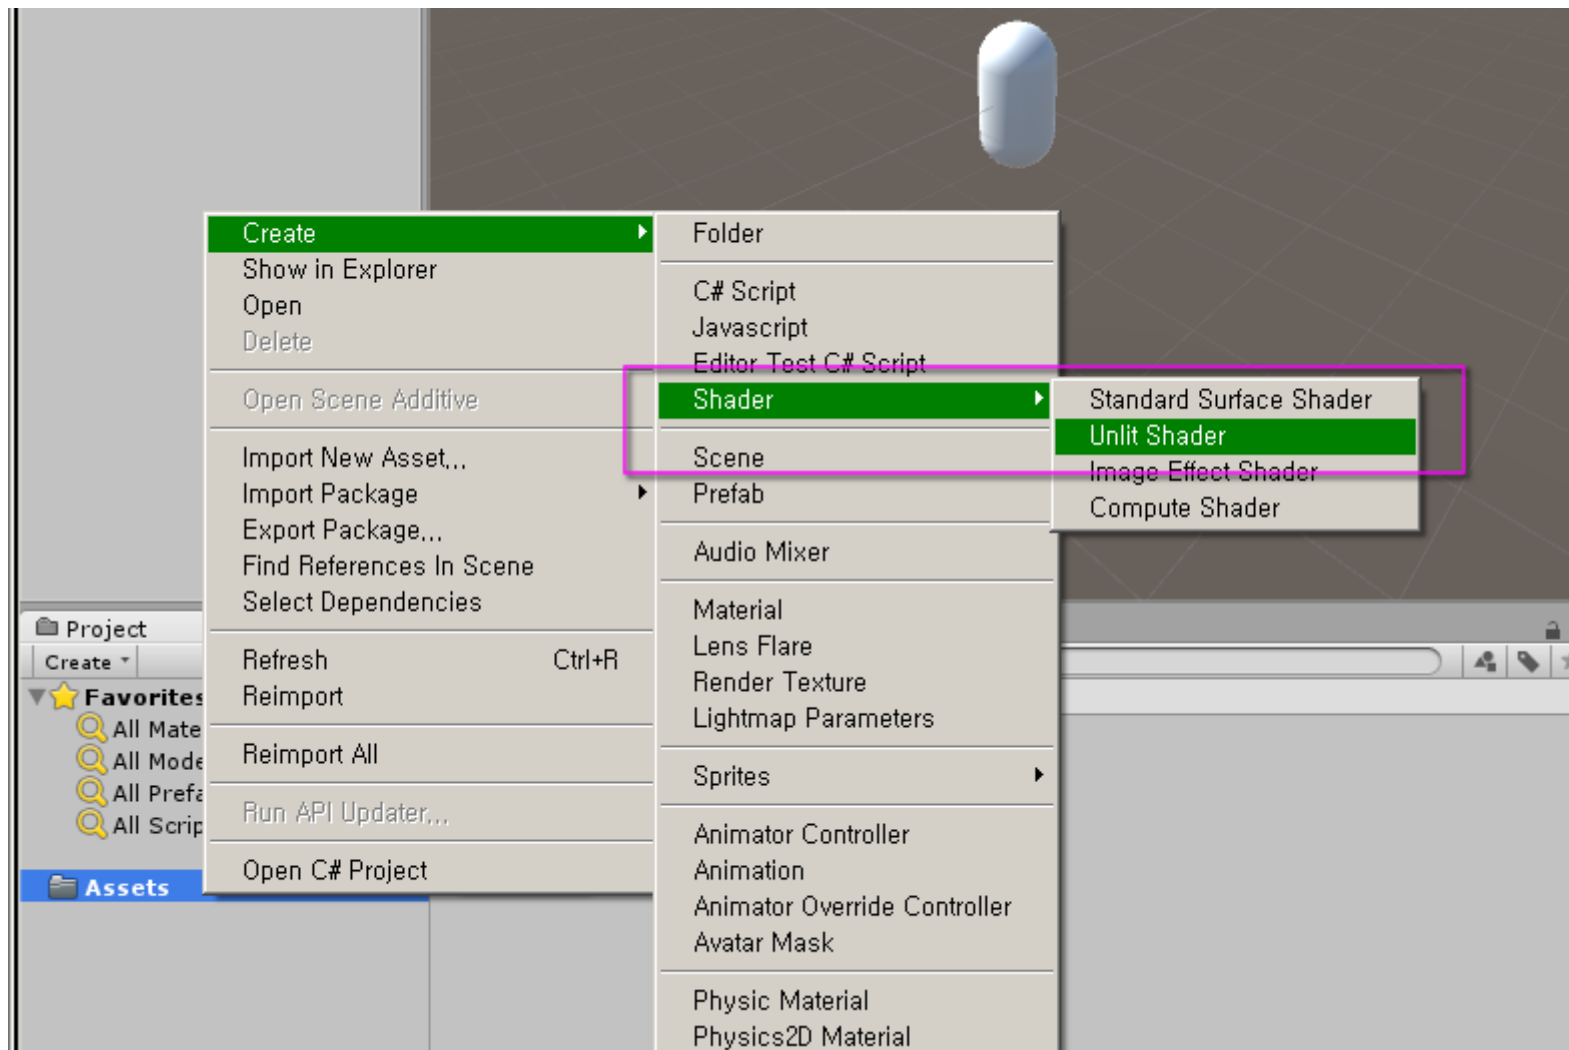 Create
Show in Explorer
Open
Delete
Open Scene Additive
Import New Asset...
Import Package
Export Package...
Find References In Scene
Select Dependencies
Refresh Ctrl+R
Reimport
Reimport All
Run API Updater...
Open C# Project
Folder
C# Script
Javascript
Editor Test C# Script
Shader
Scene
Prefab
Audio Mixer
Material
Lens Flare
Render Texture
Lightmap Parameters
Sprites
Animator Controller
Animation
Animator Override Controller
Avatar Mask
Physic Material
Physics2D Material
Standard Surface Shader
Unlit Shader
Image Effect Shader
Compute Shader
Project
Create
Favorites
All Mate
All Mode
All Prefa
All Scrip
Assets